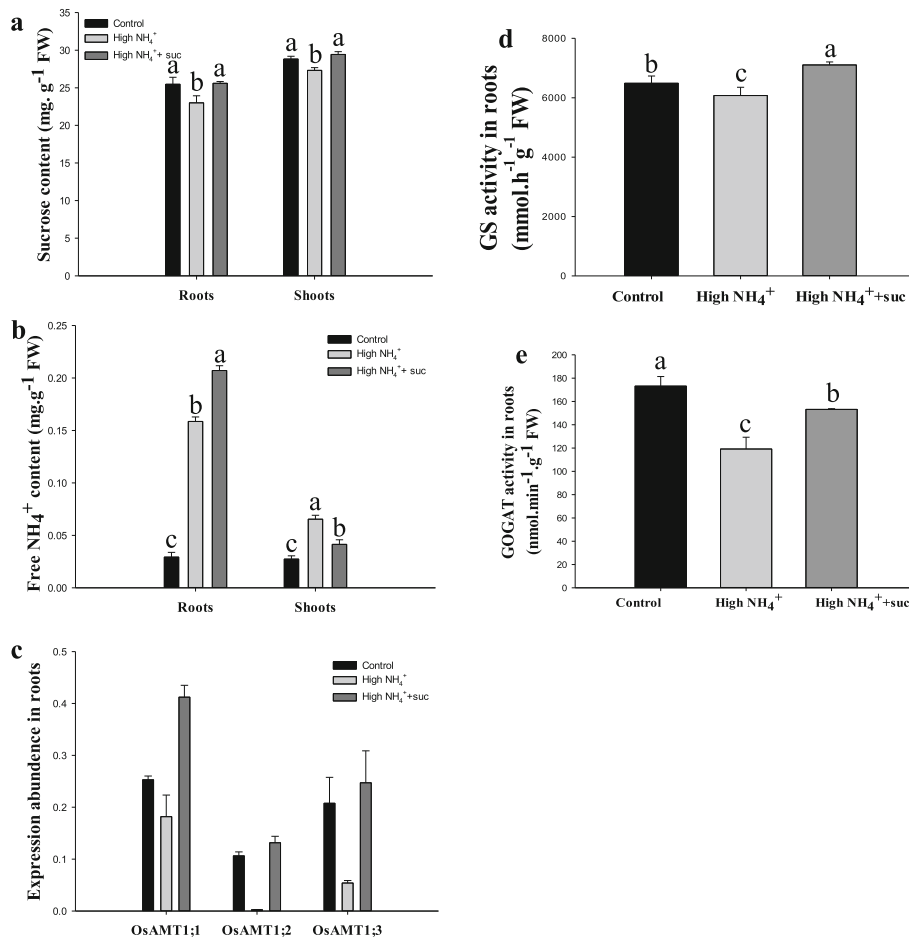 a
Control
High NH₄⁺
High NH₄⁺+ suc
Sucrose content (mg. g⁻¹ FW)
35
30
25
20
15
10
5
0
a
b
a
a
b
a
Roots
Shoots
b
Control
High NH₄⁺
High NH₄⁺+ suc
Free NH₄⁺ content (mg.g⁻¹ FW)
0.25
0.20
0.15
0.10
0.05
0.00
c
b
a
c
a
b
Roots
Shoots
c
Control
High NH₄⁺
High NH₄⁺+suc
Expression abundance in roots
0.5
0.4
0.3
0.2
0.1
0.0
OsAMT1;1
OsAMT1;2
OsAMT1;3
d
GS activity in roots
(mmol.h⁻¹g⁻¹ FW)
8000
6000
4000
2000
0
b
c
a
Control
High NH₄⁺
High NH₄⁺+suc
e
GOGAT activity in roots
(nmol.min⁻¹.g⁻¹ FW)
200
180
160
140
120
100
80
60
40
20
0
a
c
b
Control
High NH₄⁺
High NH₄⁺+suc